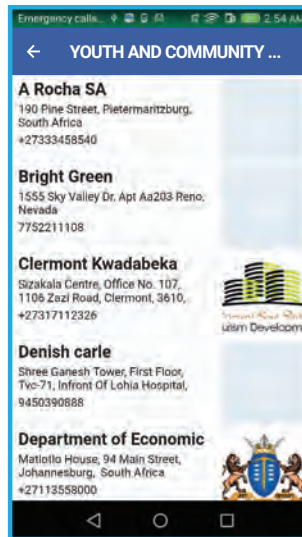 Emergency calls... 2:54 AM
YOUTH AND COMMUNITY ...
A Rocha SA
190 Pine Street, Pietermaritzburg,
South Africa
+27333458540
Bright Green
1555 Sky Valley Dr. Apt Aa203 Reno,
Nevada
7752211108
Clermont Kwadabeka
Sizakala Centre, Office No. 107,
1106 Zazi Road, Clermont, 3610,
+27317112326
urism Developm
Denish carle
Shree Ganesh Tower, First Floor,
Tvc-71, Infront Of Lohia Hospital,
9450390888
Department of Economic
Matlotlo House, 94 Main Street,
Johannesburg, South Africa
+27113558000